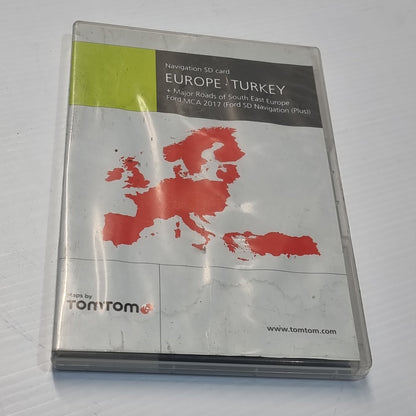 Navigation SD card
EUROPE + TURKEY
+ Major Roads of South East Europe
Ford MCA 2017 (Ford SD Navigation (Plus))
maps by
TOMTOM
www.tomtom.com